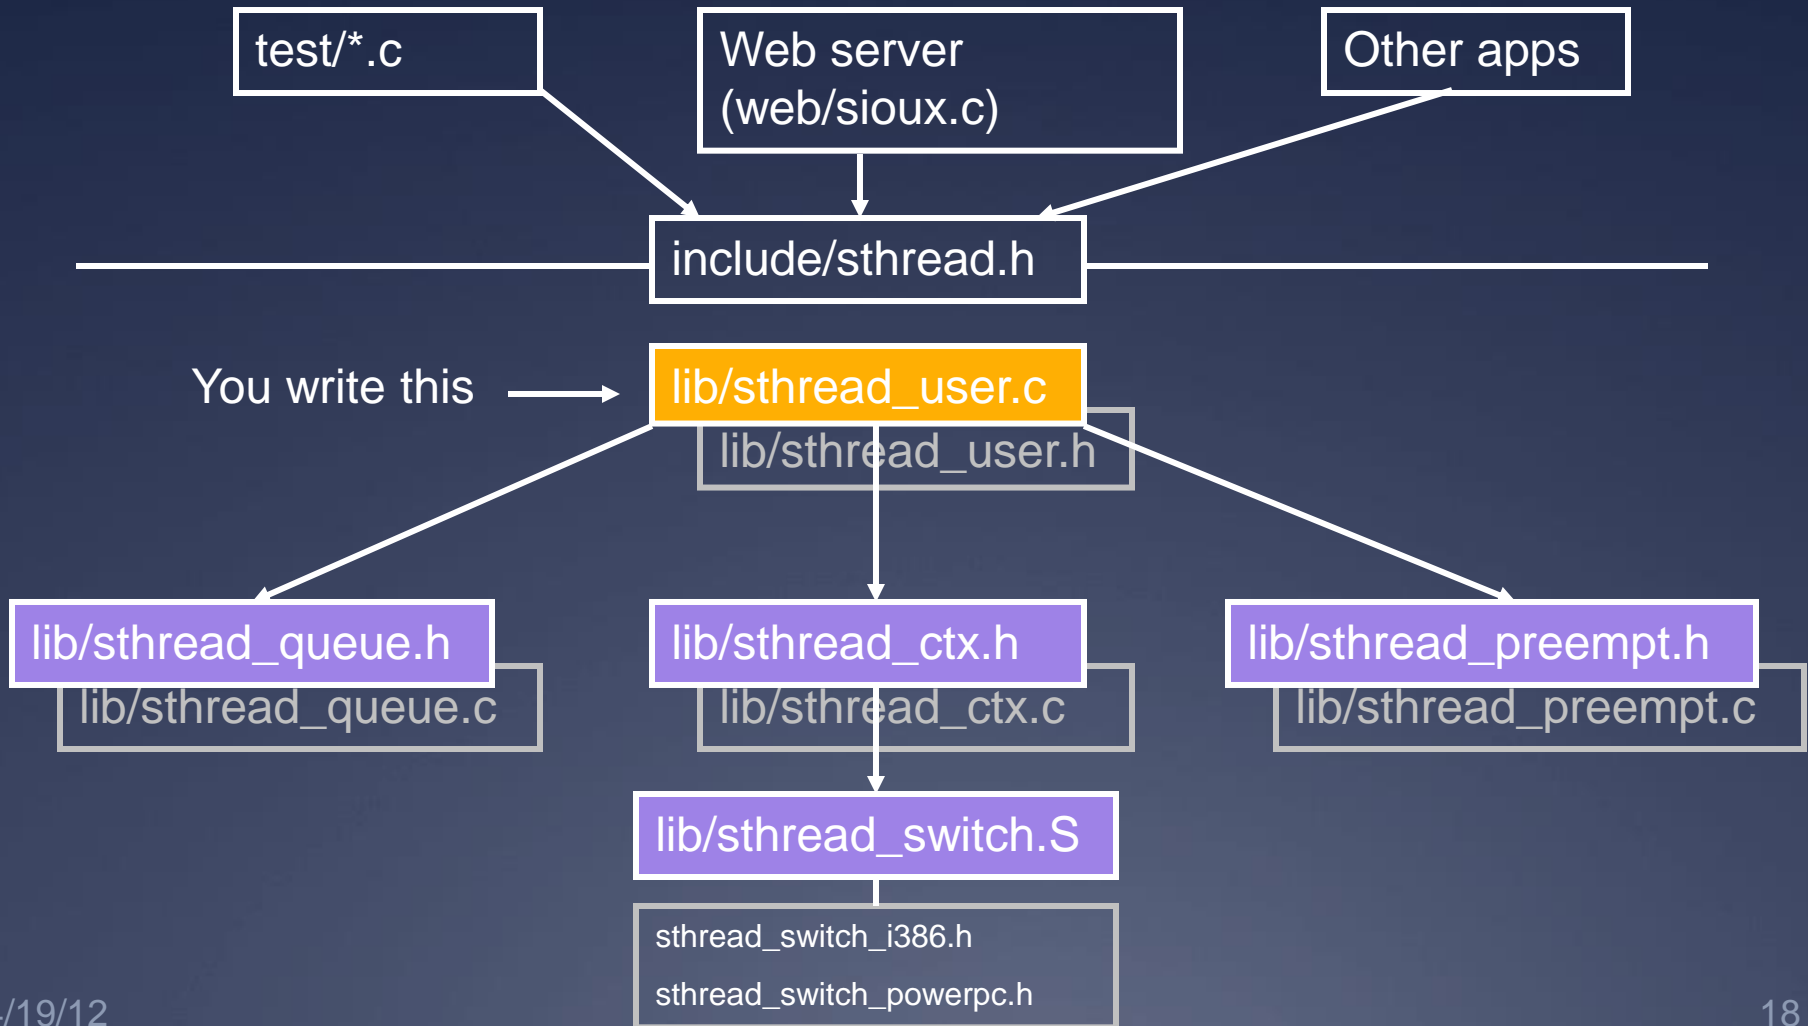 test/*.c
Web server
(web/sioux.c)
Other apps
include/sthread.h
You write this
lib/sthread_user.c
lib/sthread_user.h
lib/sthread_queue.h
lib/sthread_ctx.h
lib/sthread_preempt.h
lib/sthread_queue.c
lib/sthread_ctx.c
lib/sthread_preempt.c
lib/sthread_switch.S
sthread_switch_i386.h
sthread_switch_powerpc.h
/19/12
18